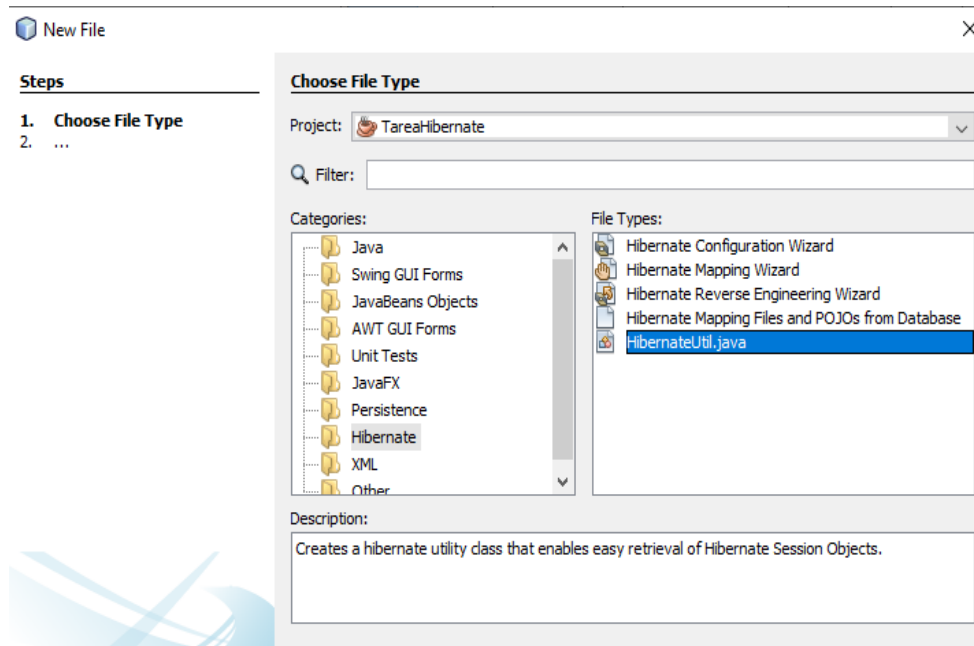 New File
Steps
1. Choose File Type
2. ...
Choose File Type
Project: TareaHibernate
Filter:
Categories:
Java
Swing GUI Forms
JavaBeans Objects
AWT GUI Forms
Unit Tests
JavaFX
Persistence
Hibernate
XML
Other
File Types:
Hibernate Configuration Wizard
Hibernate Mapping Wizard
Hibernate Reverse Engineering Wizard
Hibernate Mapping Files and POJOs from Database
HibernateUtil.java
Description:
Creates a hibernate utility class that enables easy retrieval of Hibernate Session Objects.